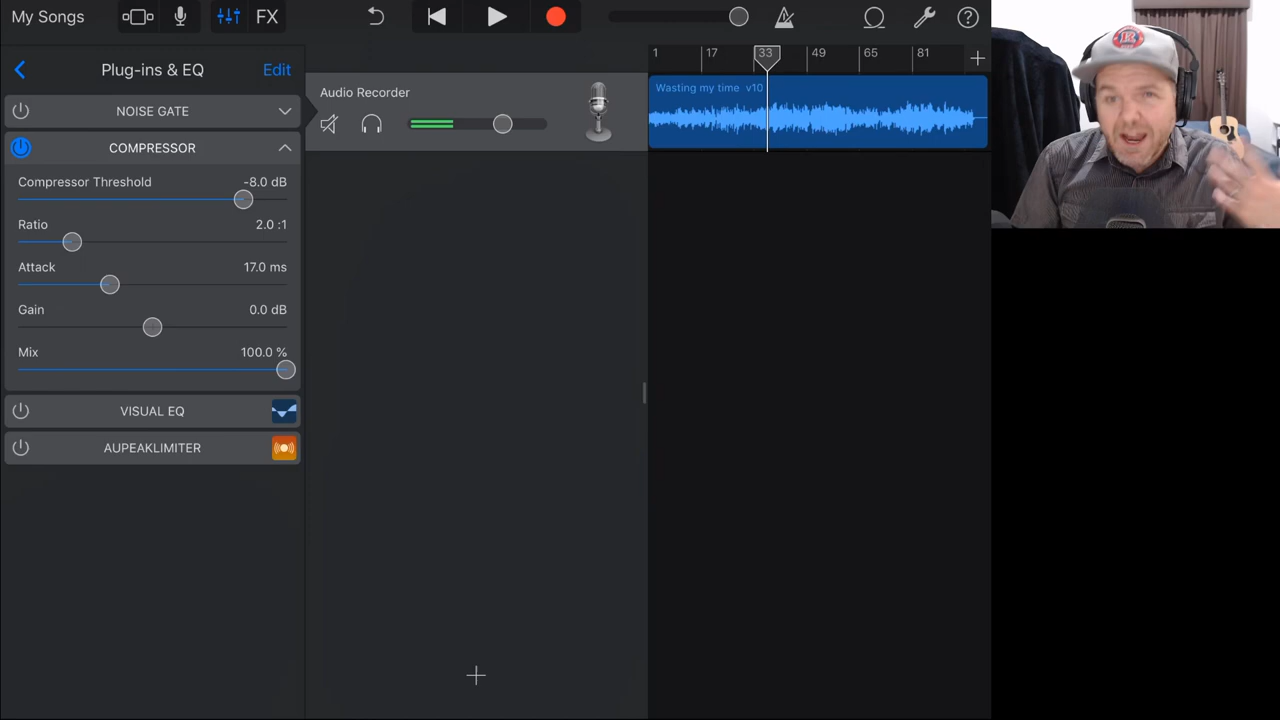 My Songs
FX
Plug-ins & EQ
Edit
NOISE GATE
COMPRESSOR
Compressor Threshold -8.0 dB
Ratio 2.0 :1
Attack 17.0 ms
Gain 0.0 dB
Mix 100.0 %
VISUAL EQ
AUPEAKLIMITER
Audio Recorder
1 17 33 49 65 81
Wasting my time v10